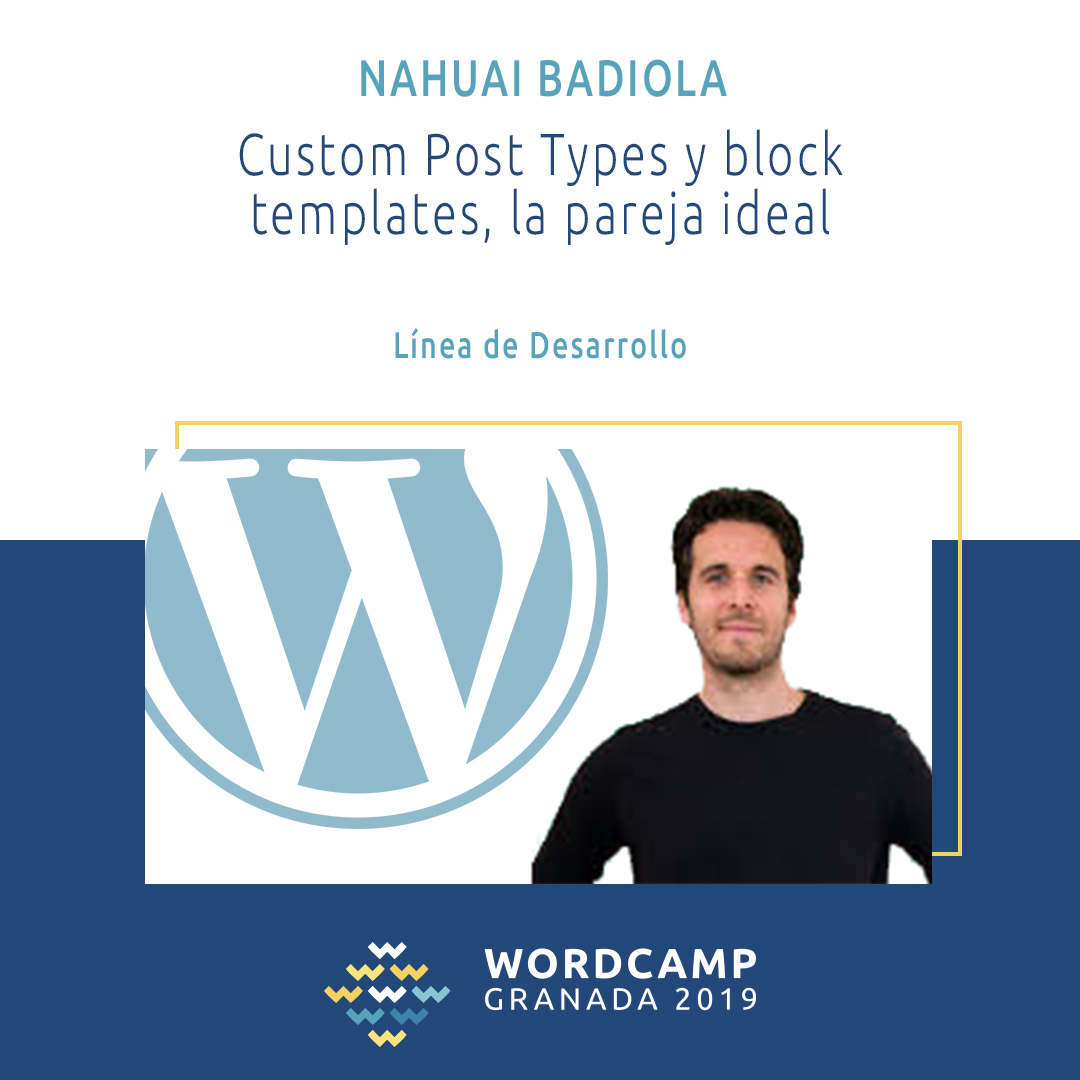 NAHUAI BADIOLA
Custom Post Types y block
templates, la pareja ideal
Línea de Desarrollo
WORDCAMP
GRANADA 2019